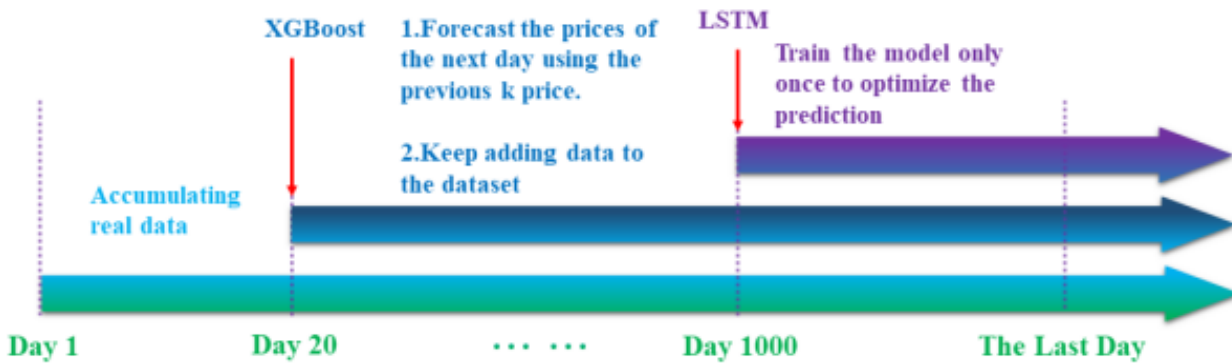 XGBoost
1.Forecast the prices of
the next day using the
previous k price.
2.Keep adding data to
the dataset
LSTM
Train the model only
once to optimize the
prediction
Accumulating
real data
Day 1
Day 20
... ...
Day 1000
The Last Day